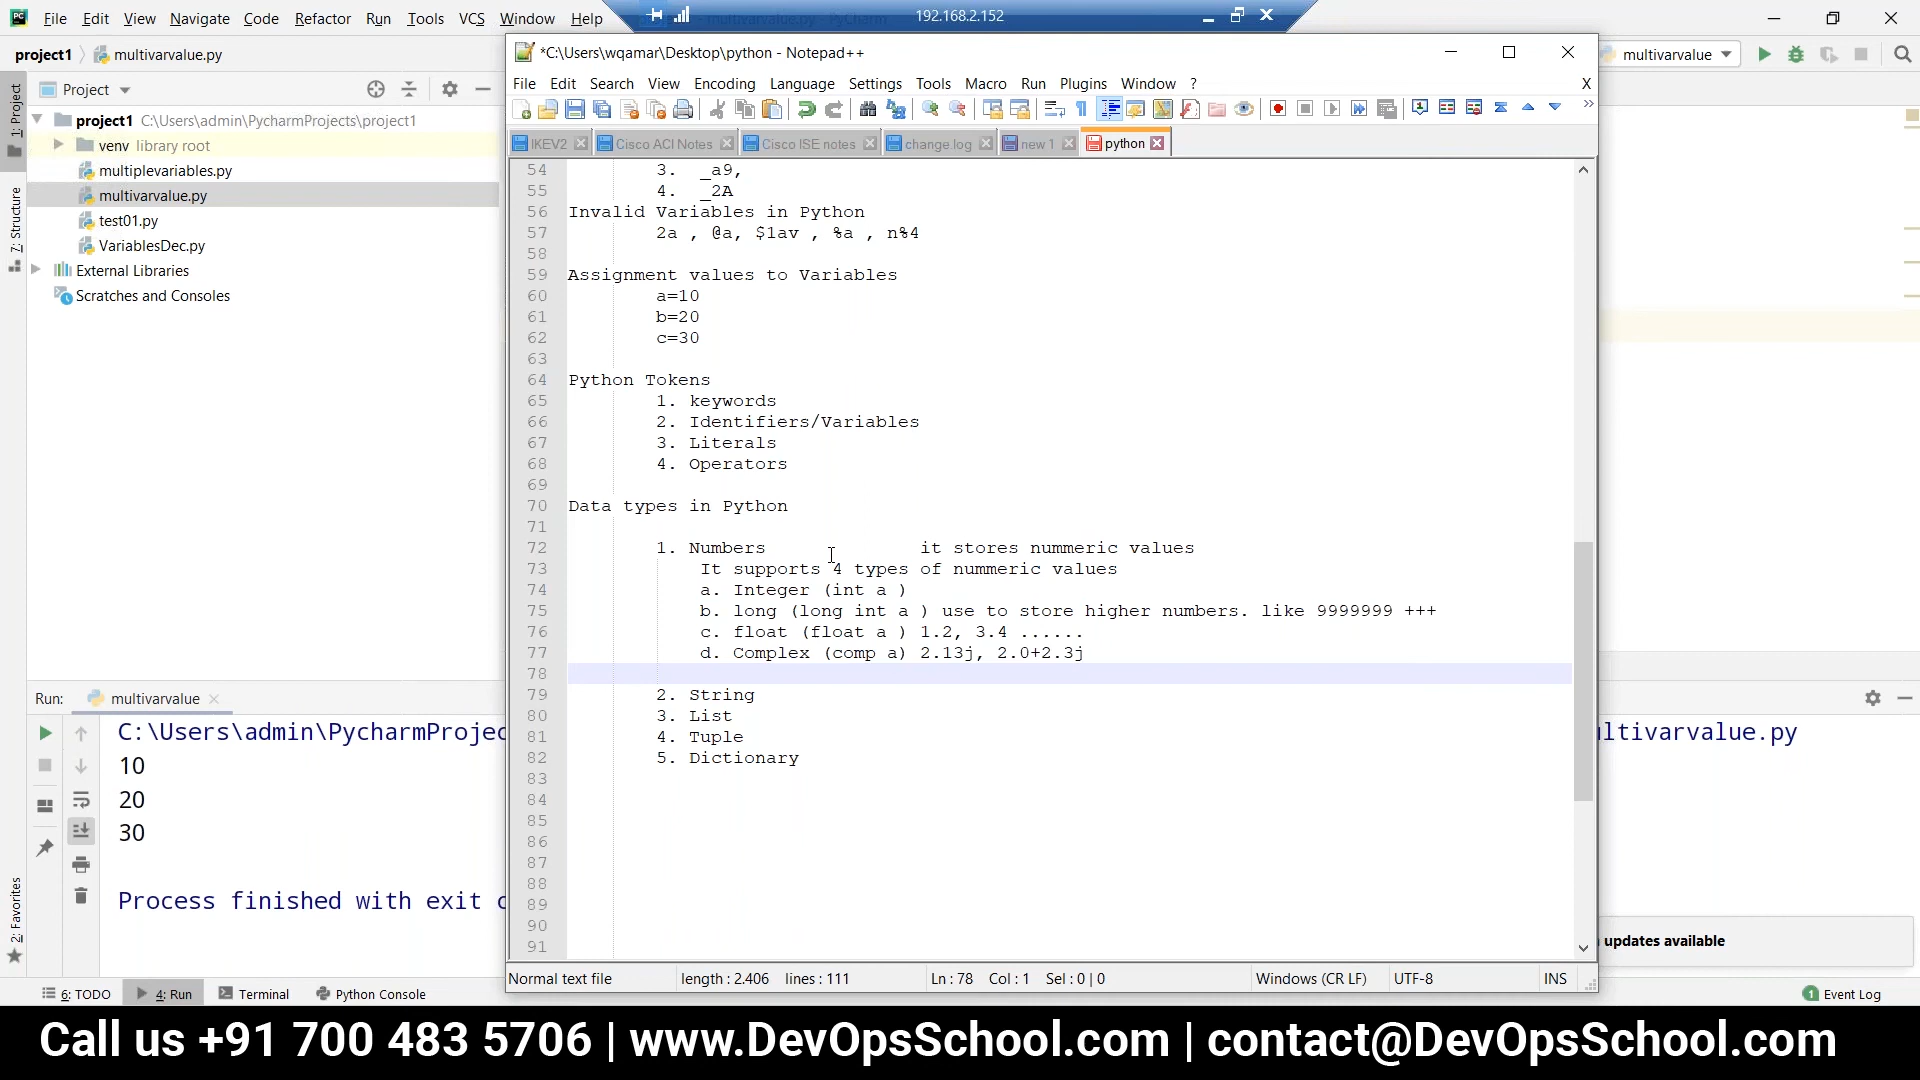 File Edit View Navigate Code Refactor Run Tools VCS Window Help
192.168.2.152
project1 multivarvalue.py
multivarvalue
1: Project
7: Structure
2: Favorites
Project
project1 C:\Users\admin\PycharmProjects\project1
venv library root
multiplevariables.py
multivarvalue.py
test01.py
VariablesDec.py
External Libraries
Scratches and Consoles
*C:\Users\wqamar\Desktop\python - Notepad++
File Edit Search View Encoding Language Settings Tools Macro Run Plugins Window ? X
IKEV2 Cisco ACI Notes Cisco ISE notes change.log new 1 python
54 3. _a9,
55 4. _2A
56 Invalid Variables in Python
57 2a , @a, $1av , %a , n%4
58
59 Assignment values to Variables
60 a=10
61 b=20
62 c=30
63
64 Python Tokens
65 1. keywords
66 2. Identifiers/Variables
67 3. Literals
68 4. Operators
69
70 Data types in Python
71
72 1. Numbers it stores nummeric values
73 It supports 4 types of nummeric values
74 a. Integer (int a )
75 b. long (long int a ) use to store higher numbers. like 9999999 +++
76 c. float (float a ) 1.2, 3.4 ......
77 d. Complex (comp a) 2.13j, 2.0+2.3j
78
79 2. String
80 3. List
81 4. Tuple
82 5. Dictionary
83
84
85
86
87
88
89
90
91
Normal text file length : 2.406 lines : 111 Ln : 78 Col : 1 Sel : 0 | 0 Windows (CR LF) UTF-8 INS
Run: multivarvalue
C:\Users\admin\PycharmProjec
ltivarvalue.py
10
20
30
Process finished with exit
updates available
6: TODO 4: Run Terminal Python Console 1 Event Log
Call us +91 700 483 5706 | www.DevOpsSchool.com | contact@DevOpsSchool.com